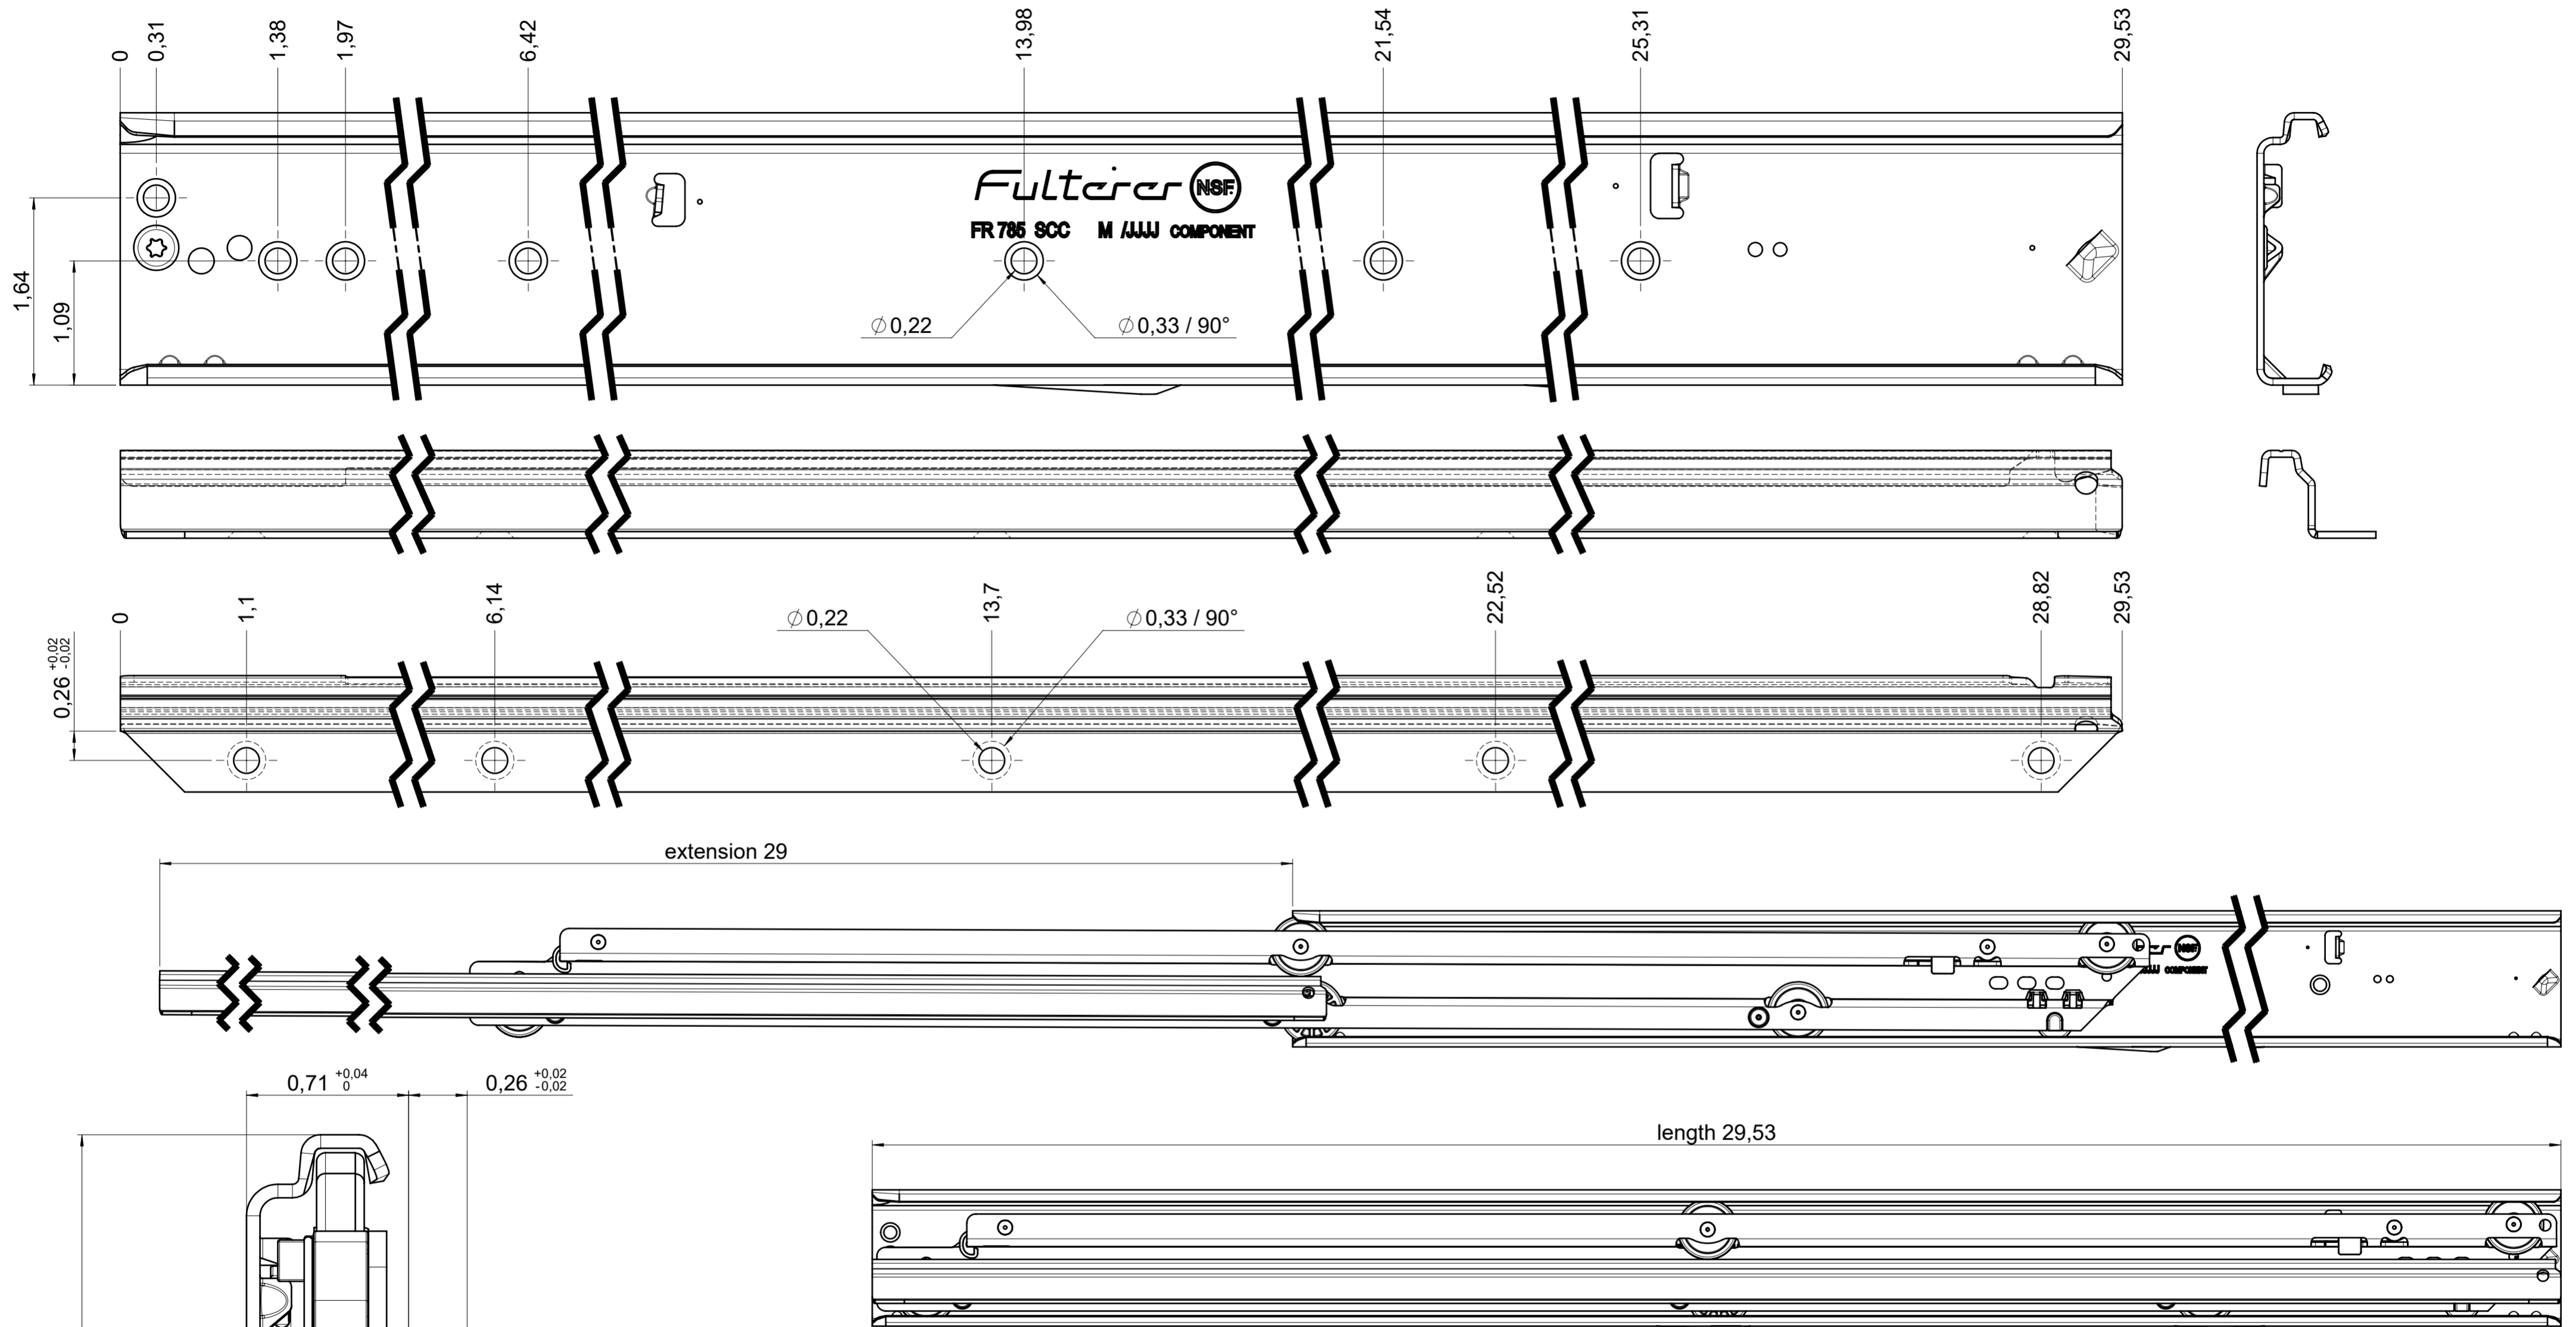 0
0,31
1,38
1,97
6,42
13,98
21,54
25,31
29,53
Fulterer NSF
FR 785 SCC M /JJJJ COMPONENT
1,64
1,09
∅ 0,22
∅ 0,33 / 90°
0
1,1
6,14
13,7
22,52
28,82
29,53
∅ 0,22
∅ 0,33 / 90°
0,26 +0,02 -0,02
extension 29
NSF
COMPONENT
0,71 +0,04 0
0,26 +0,02 -0,02
length 29,53